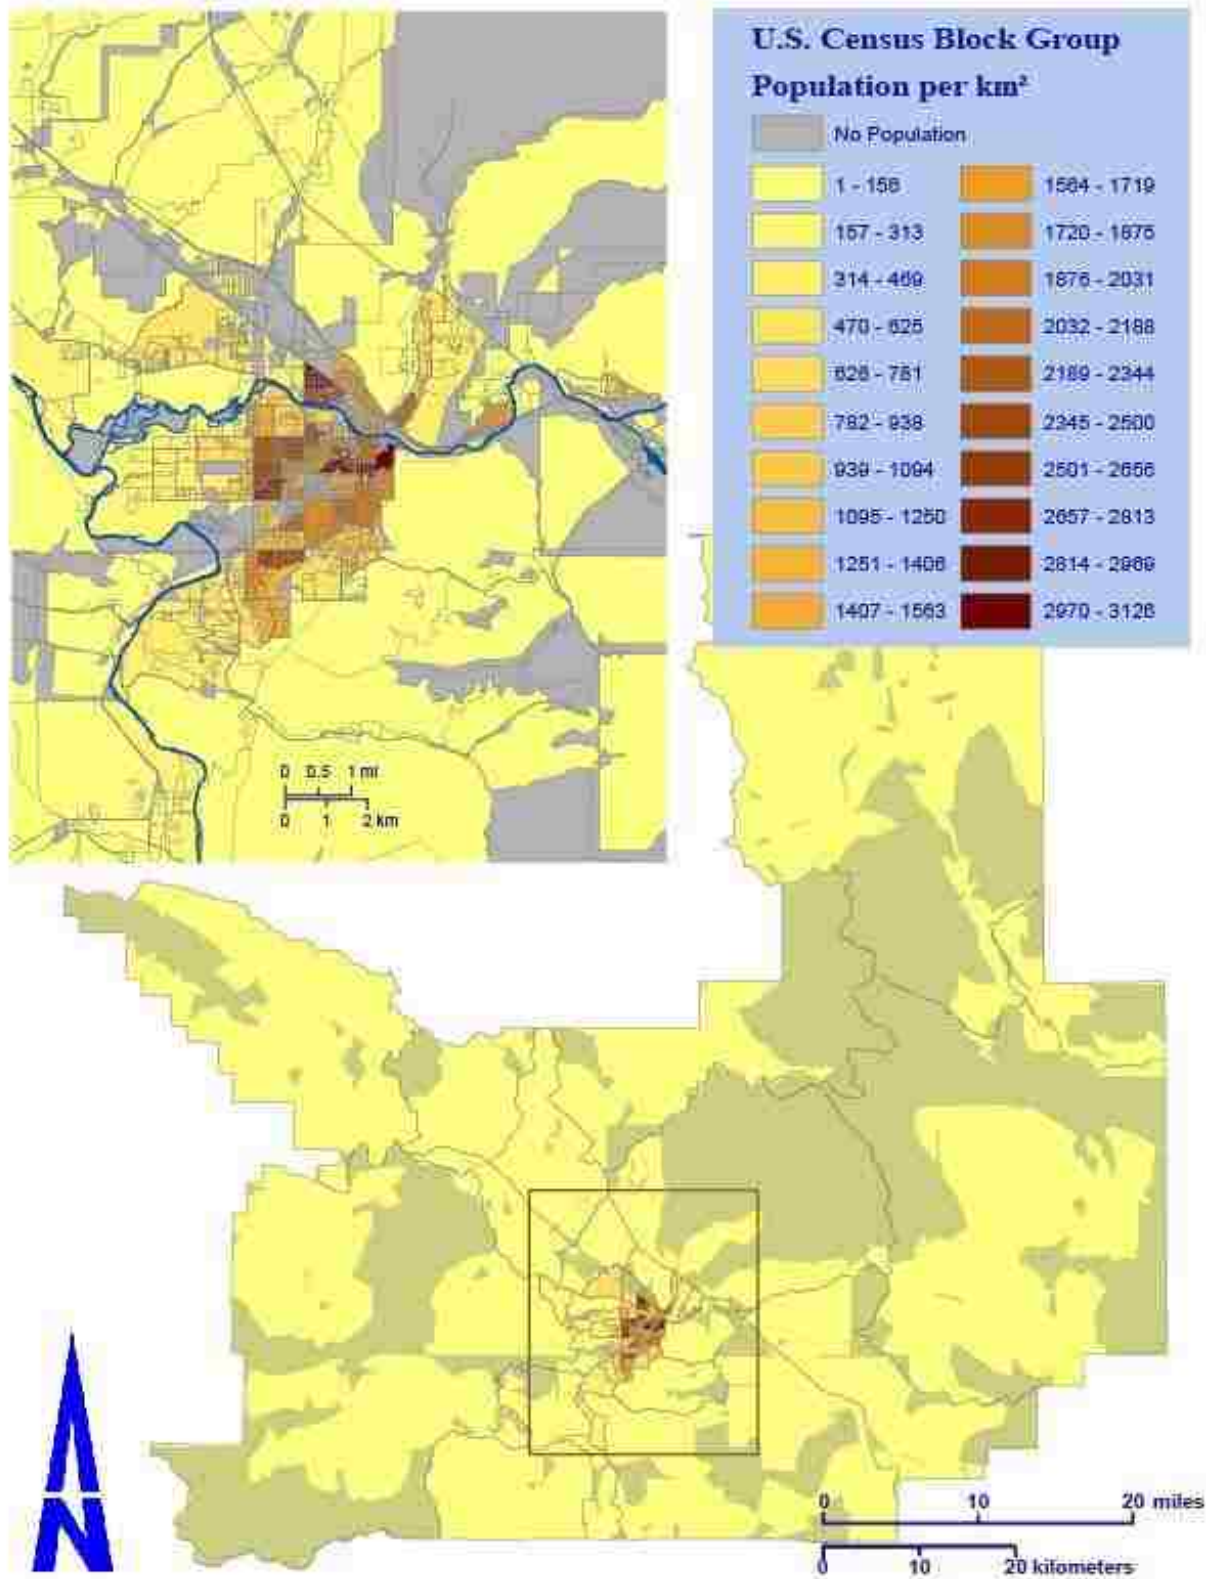 U.S. Census Block Group
Population per km²
No Population
1 - 156
157 - 313
314 - 469
470 - 625
626 - 781
782 - 938
939 - 1094
1095 - 1250
1251 - 1406
1407 - 1563
1564 - 1719
1720 - 1875
1876 - 2031
2032 - 2188
2189 - 2344
2345 - 2500
2501 - 2656
2657 - 2813
2814 - 2969
2970 - 3126
0 0.5 1 mi
0 1 2 km
N
0 10 20 miles
0 10 20 kilometers